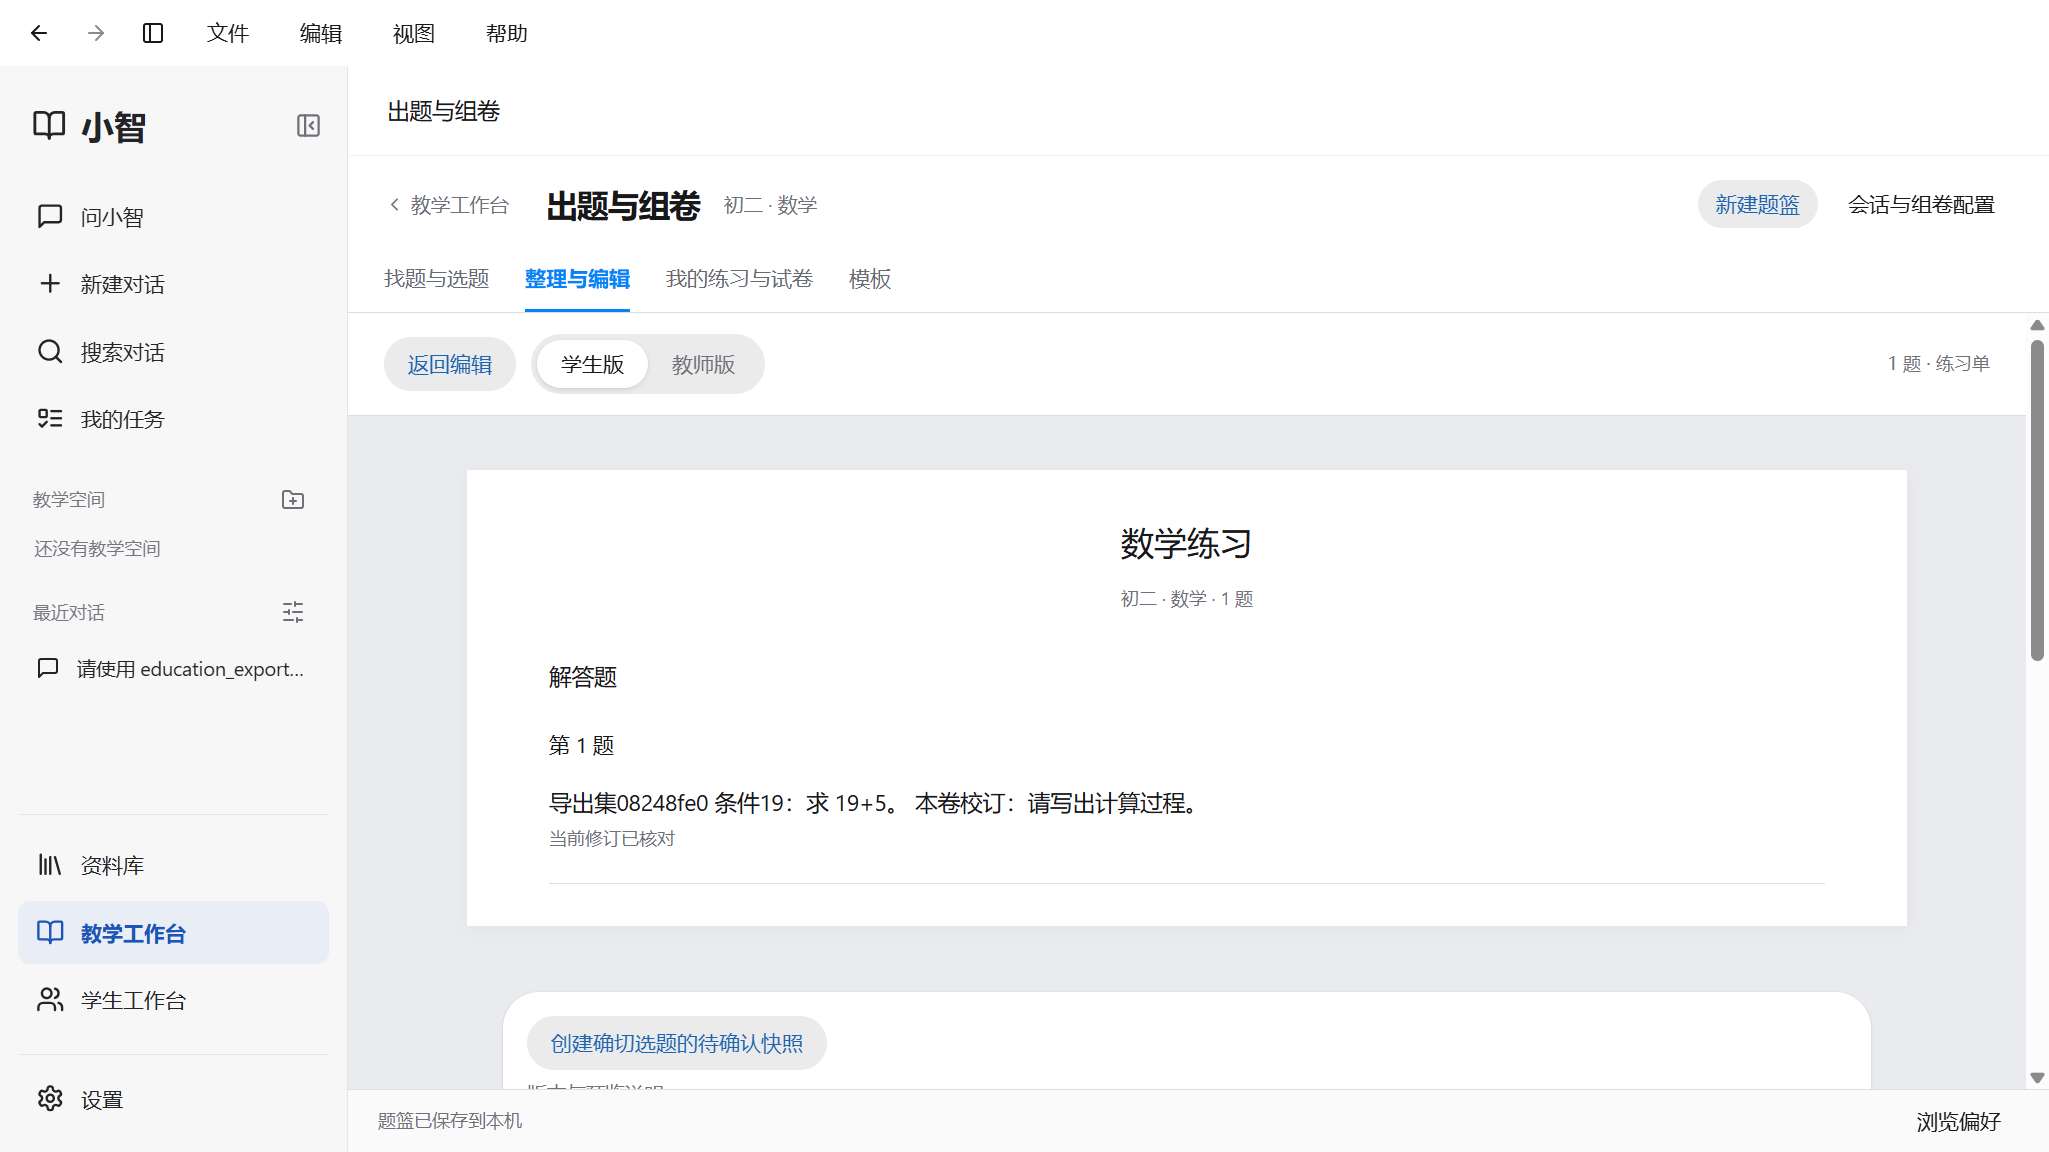 文件 编辑 视图 帮助
小智
问小智
新建对话
搜索对话
我的任务
教学空间
还没有教学空间
最近对话
请使用 education_export...
资料库
教学工作台
学生工作台
设置
出题与组卷
教学工作台 出题与组卷 初二 · 数学 新建题篮 会话与组卷配置
找题与选题 整理与编辑 我的练习与试卷 模板
返回编辑 学生版 教师版 1 题 · 练习单
数学练习
初二 · 数学 · 1 题
解答题
第 1 题
导出集08248fe0 条件19：求 19+5。 本卷校订：请写出计算过程。
当前修订已核对
创建确切选题的待确认快照
题篮已保存到本机 浏览偏好